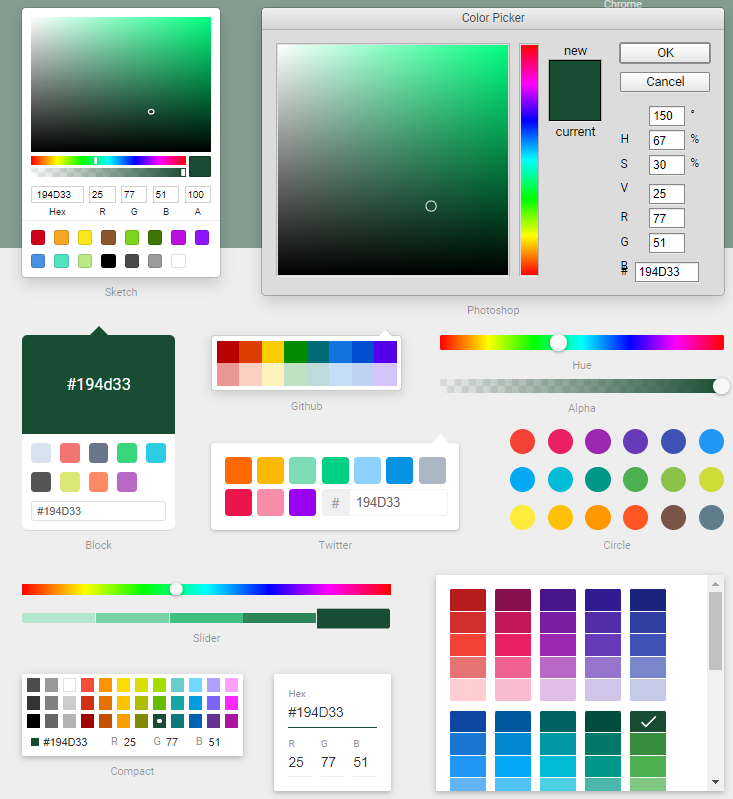 Chrome
Color Picker
new
OK
Cancel
current
150 °
H 67 %
S 30 %
V
25
R 77
G 51
B
# 194D33
Photoshop
194D33 25 77 51 100
Hex R G B A
Sketch
#194d33
#194D33
Block
Github
Hue
Alpha
# 194D33
Twitter
Circle
Slider
#194D33 R 25 G 77 B 51
Compact
Hex
#194D33
R G B
25 77 51